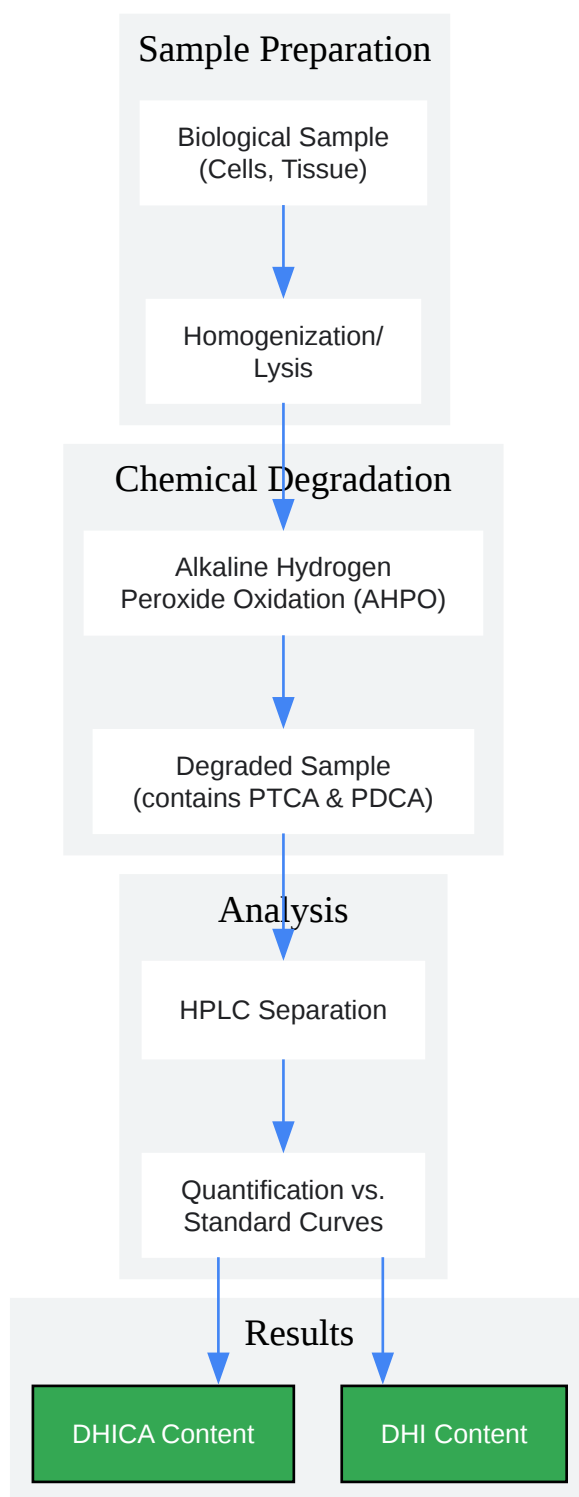 Sample Preparation
Biological Sample
(Cells, Tissue)
Homogenization/
Lysis
Chemical Degradation
Alkaline Hydrogen
Peroxide Oxidation (AHPO)
Degraded Sample
(contains PTCA & PDCA)
Analysis
HPLC Separation
Quantification vs.
Standard Curves
Results
DHICA Content
DHI Content